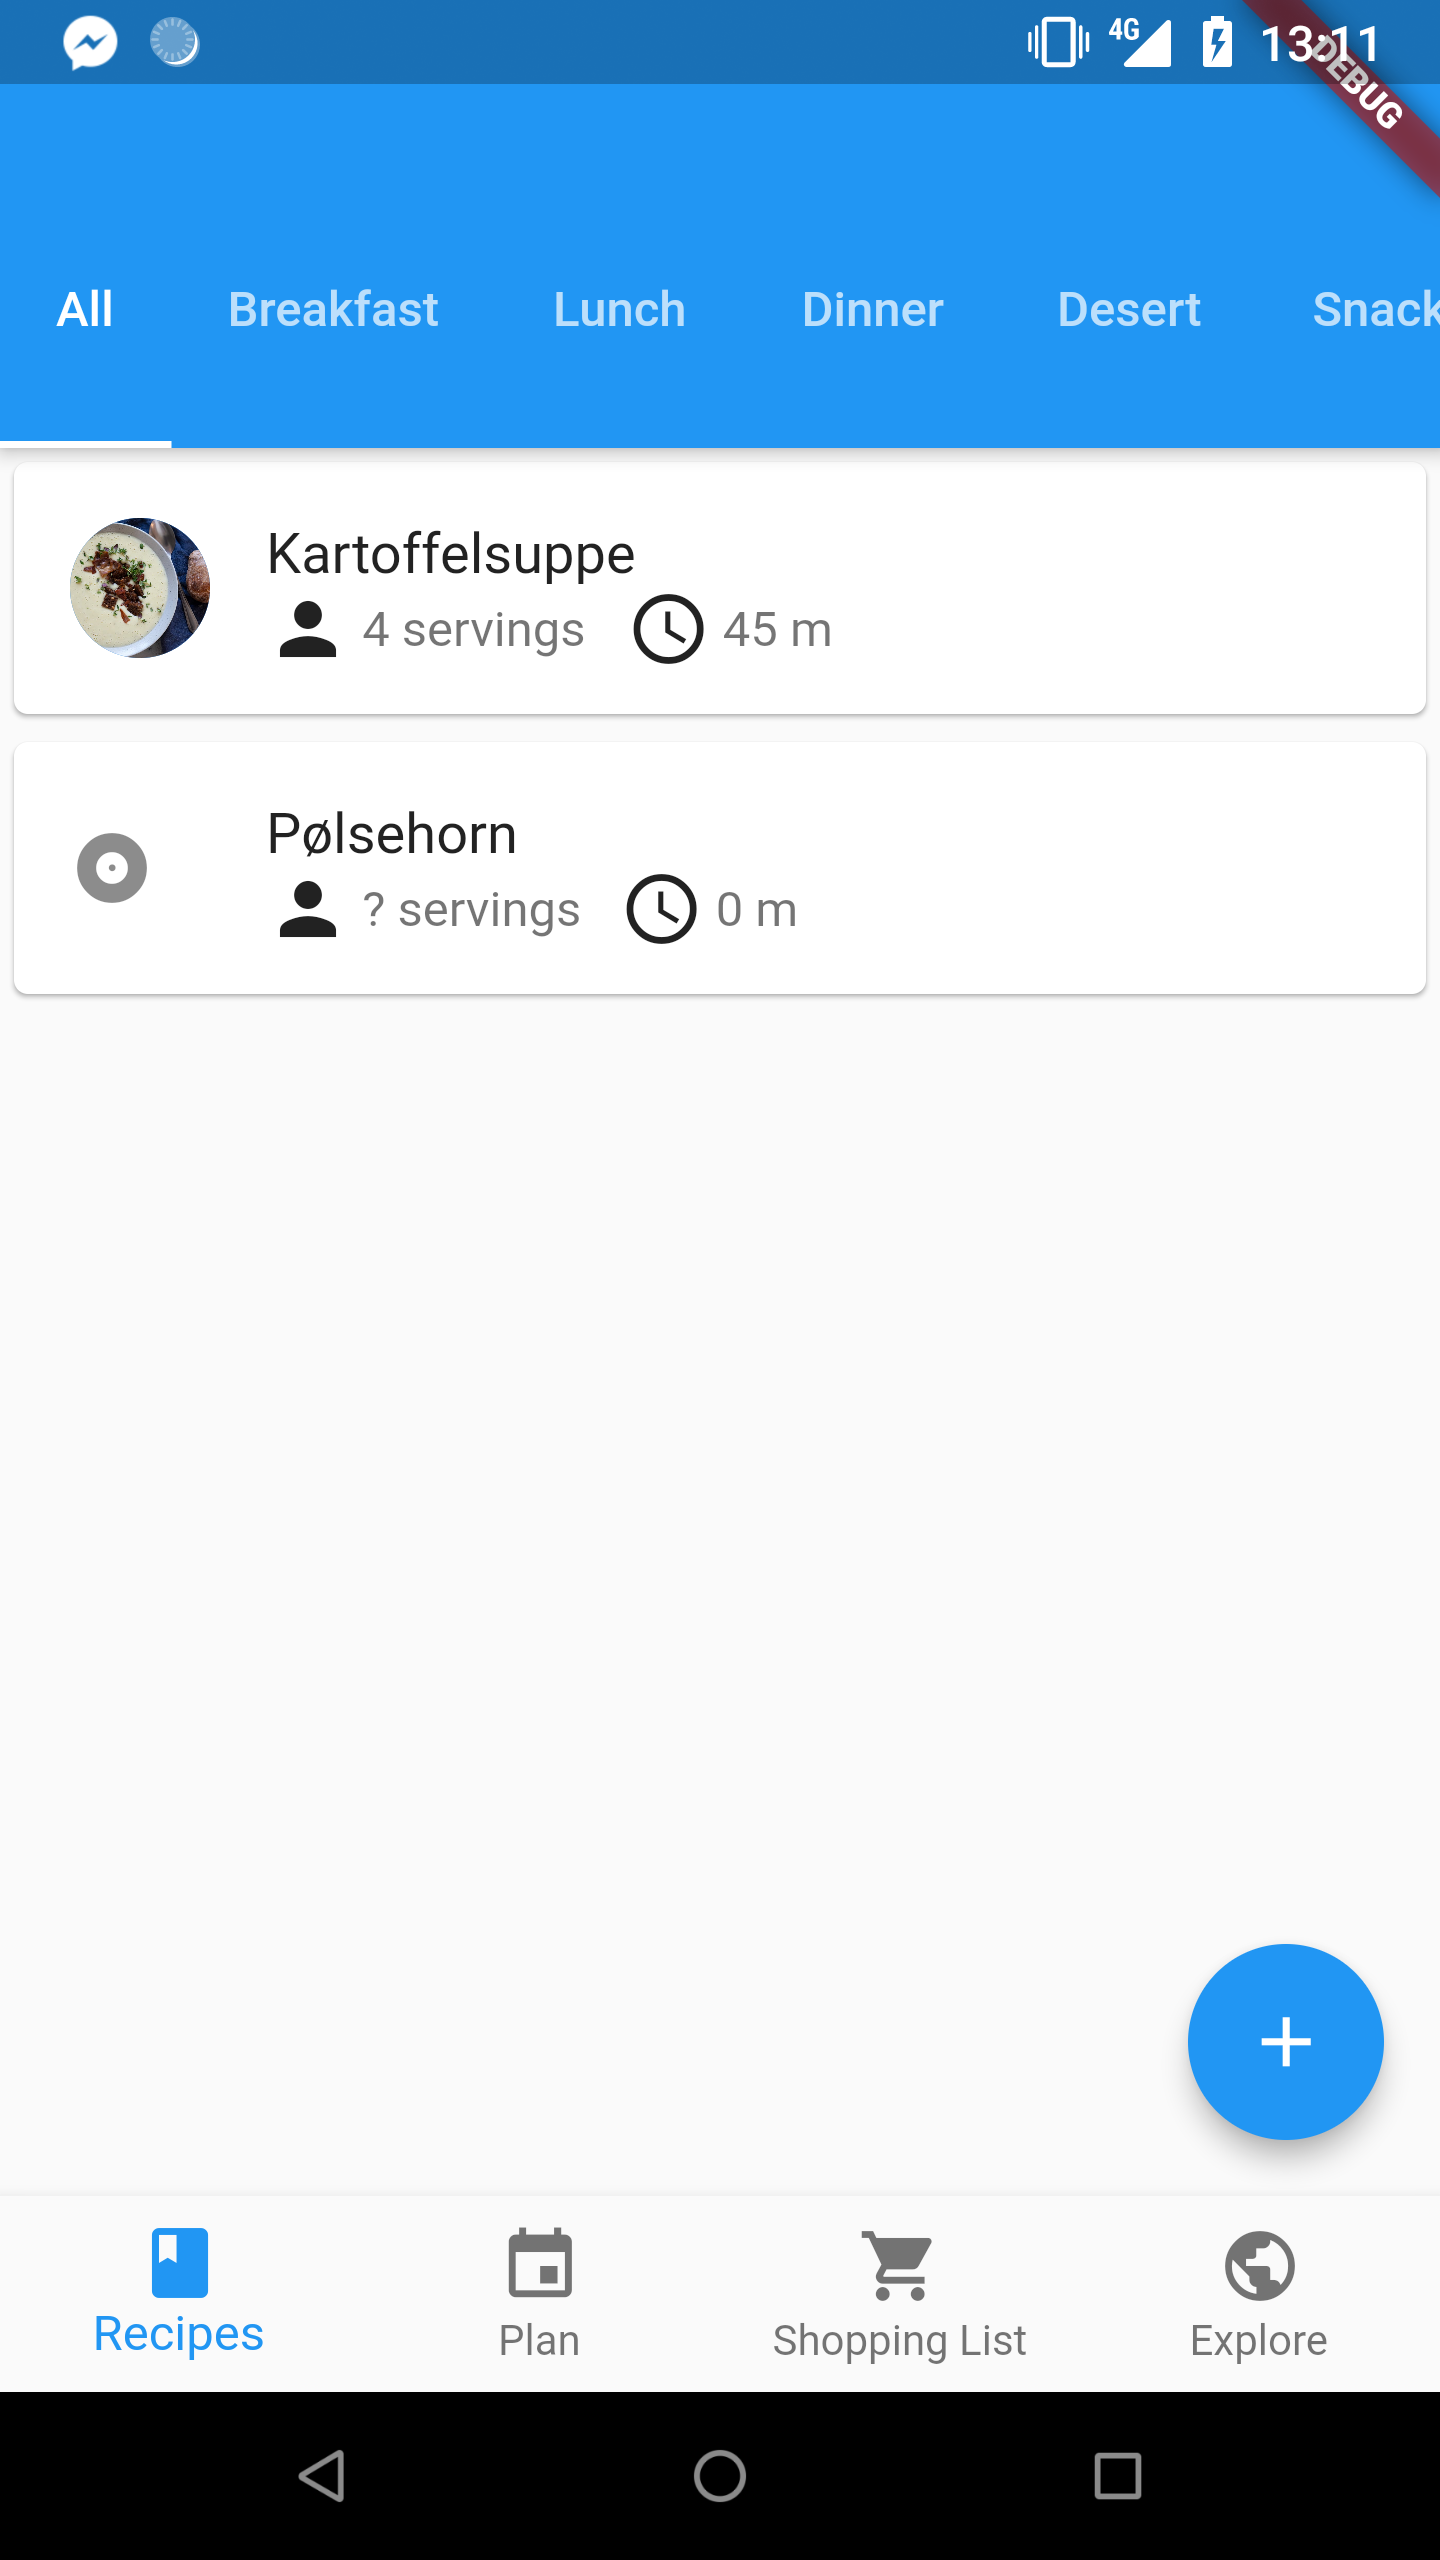 4G 13:11
DEBUG
All Breakfast Lunch Dinner Desert Snack
Kartoffelsuppe
4 servings 45 m
Pølsehorn
? servings 0 m
Recipes Plan Shopping List Explore